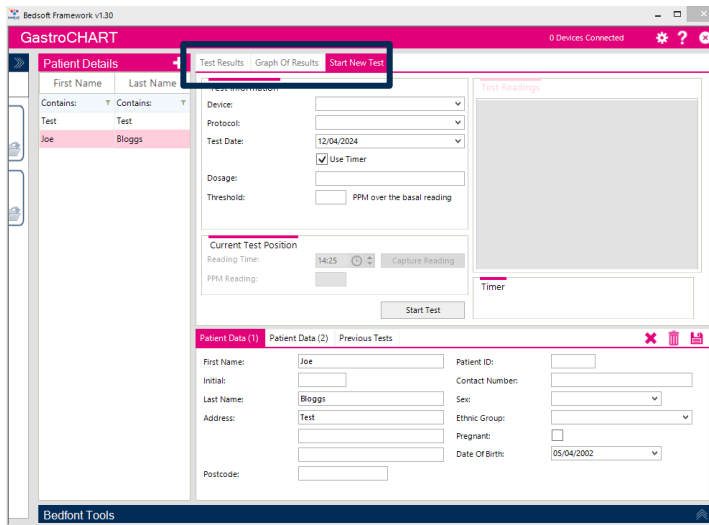 Bedsoft Framework v1.30
GastroCHART
0 Devices Connected
Patient Details
First Name Last Name
Contains: Contains:
Test Test
Joe Bloggs
Test Results Graph Of Results Start New Test
Test Information
Device:
Protocol:
Test Date: 12/04/2024
Use Timer
Dosage:
Threshold: PPM over the basal reading
Current Test Position
Reading Time: 14:25 Capture Reading
PPM Reading:
Start Test
Test Readings
Timer
Patient Data (1) Patient Data (2) Previous Tests
First Name: Joe
Initial:
Last Name: Bloggs
Address: Test
Postcode:
Patient ID:
Contact Number:
Sex:
Ethnic Group:
Pregnant:
Date Of Birth: 05/04/2002
Bedfont Tools